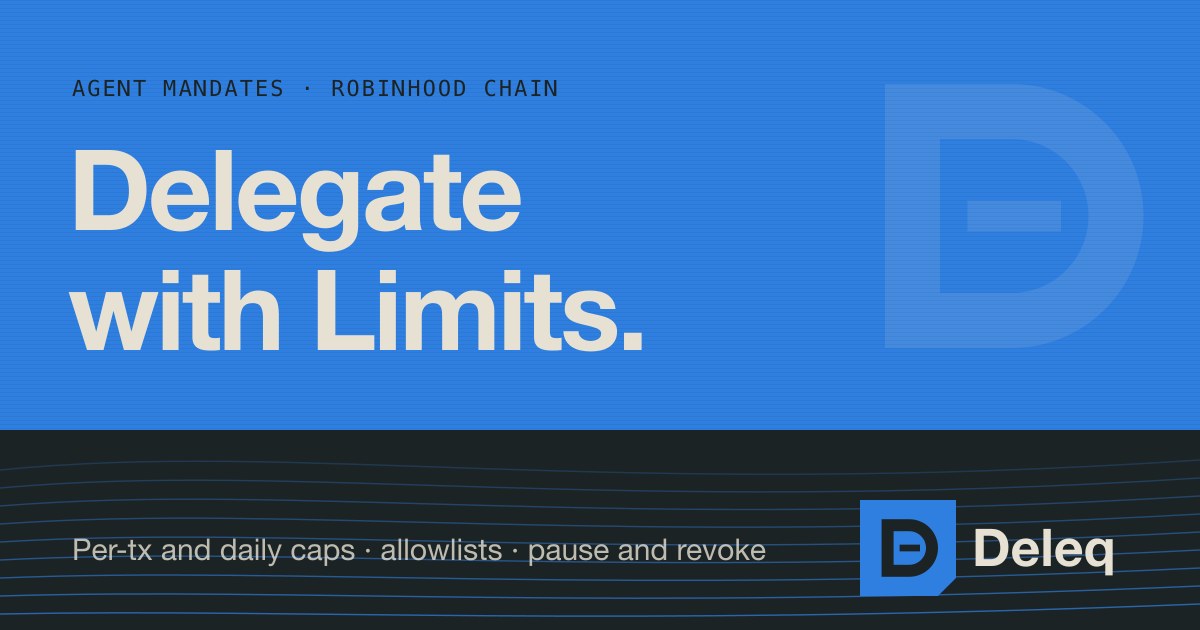 AGENT MANDATES · ROBINHOOD CHAIN
Delegate
with Limits.
Per-tx and daily caps · allowlists · pause and revoke
Deleq